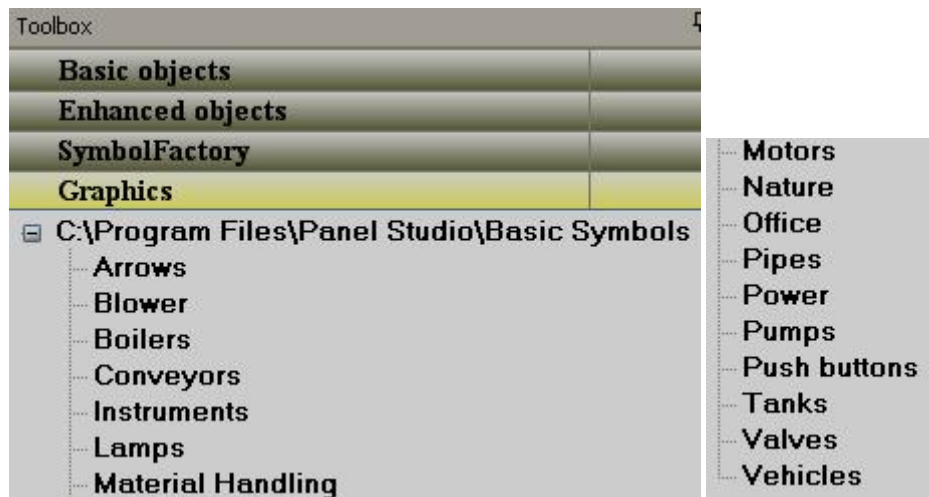 Toolbox
Basic objects
Enhanced objects
SymbolFactory
Graphics
C:\Program Files\Panel Studio\Basic Symbols
Arrows
Blower
Boilers
Conveyors
Instruments
Lamps
Material Handling
Motors
Nature
Office
Pipes
Power
Pumps
Push buttons
Tanks
Valves
Vehicles